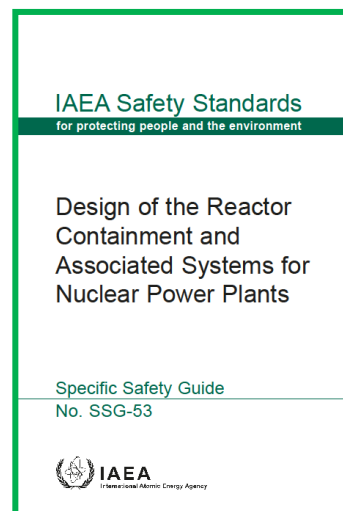 IAEA Safety Standards
for protecting people and the environment
Design of the Reactor
Containment and
Associated Systems for
Nuclear Power Plants
Specific Safety Guide
No. SSG-53
IAEA
International Atomic Energy Agency